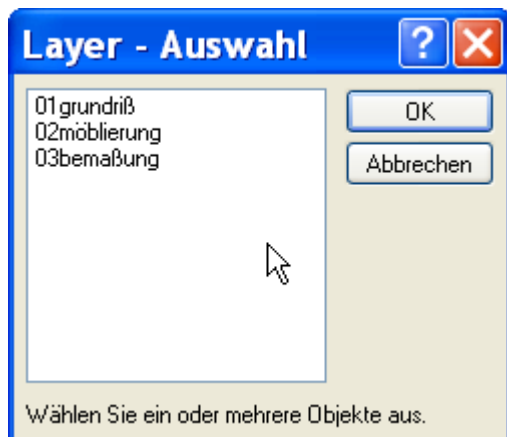 Layer - Auswahl
01grundriß
02möblierung
03bemaßung
OK
Abbrechen
Wählen Sie ein oder mehrere Objekte aus.